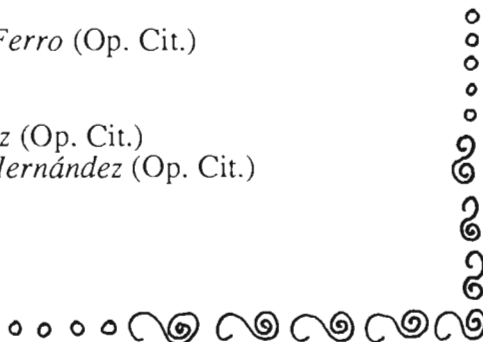 Ferro (Op. Cit.)
z (Op. Cit.)
Hernández (Op. Cit.)